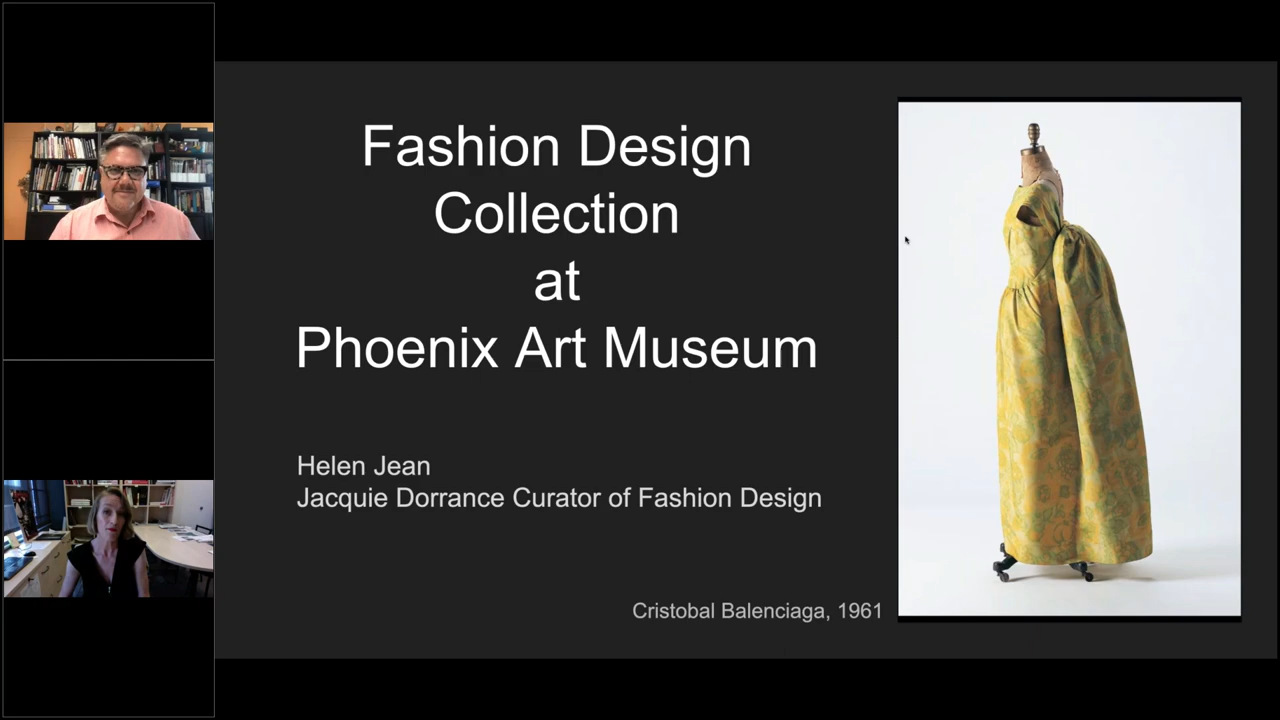 Fashion Design
Collection
at
Phoenix Art Museum
Helen Jean
Jacquie Dorrance Curator of Fashion Design
Cristobal Balenciaga, 1961